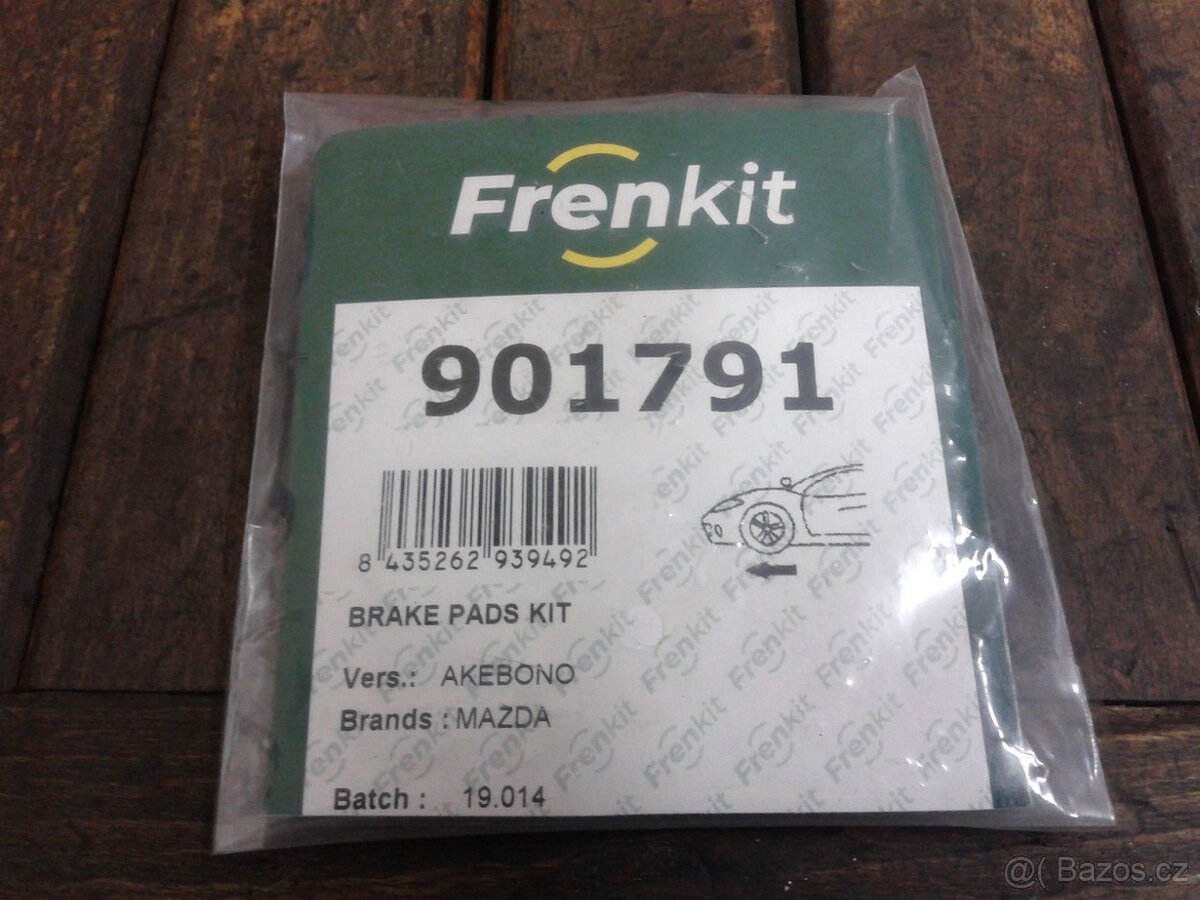 Frenkit
901791
8 435262 939492
BRAKE PADS KIT
Vers.: AKEBONO
Brands : MAZDA
Batch : 19.014
@( Bazos.cz